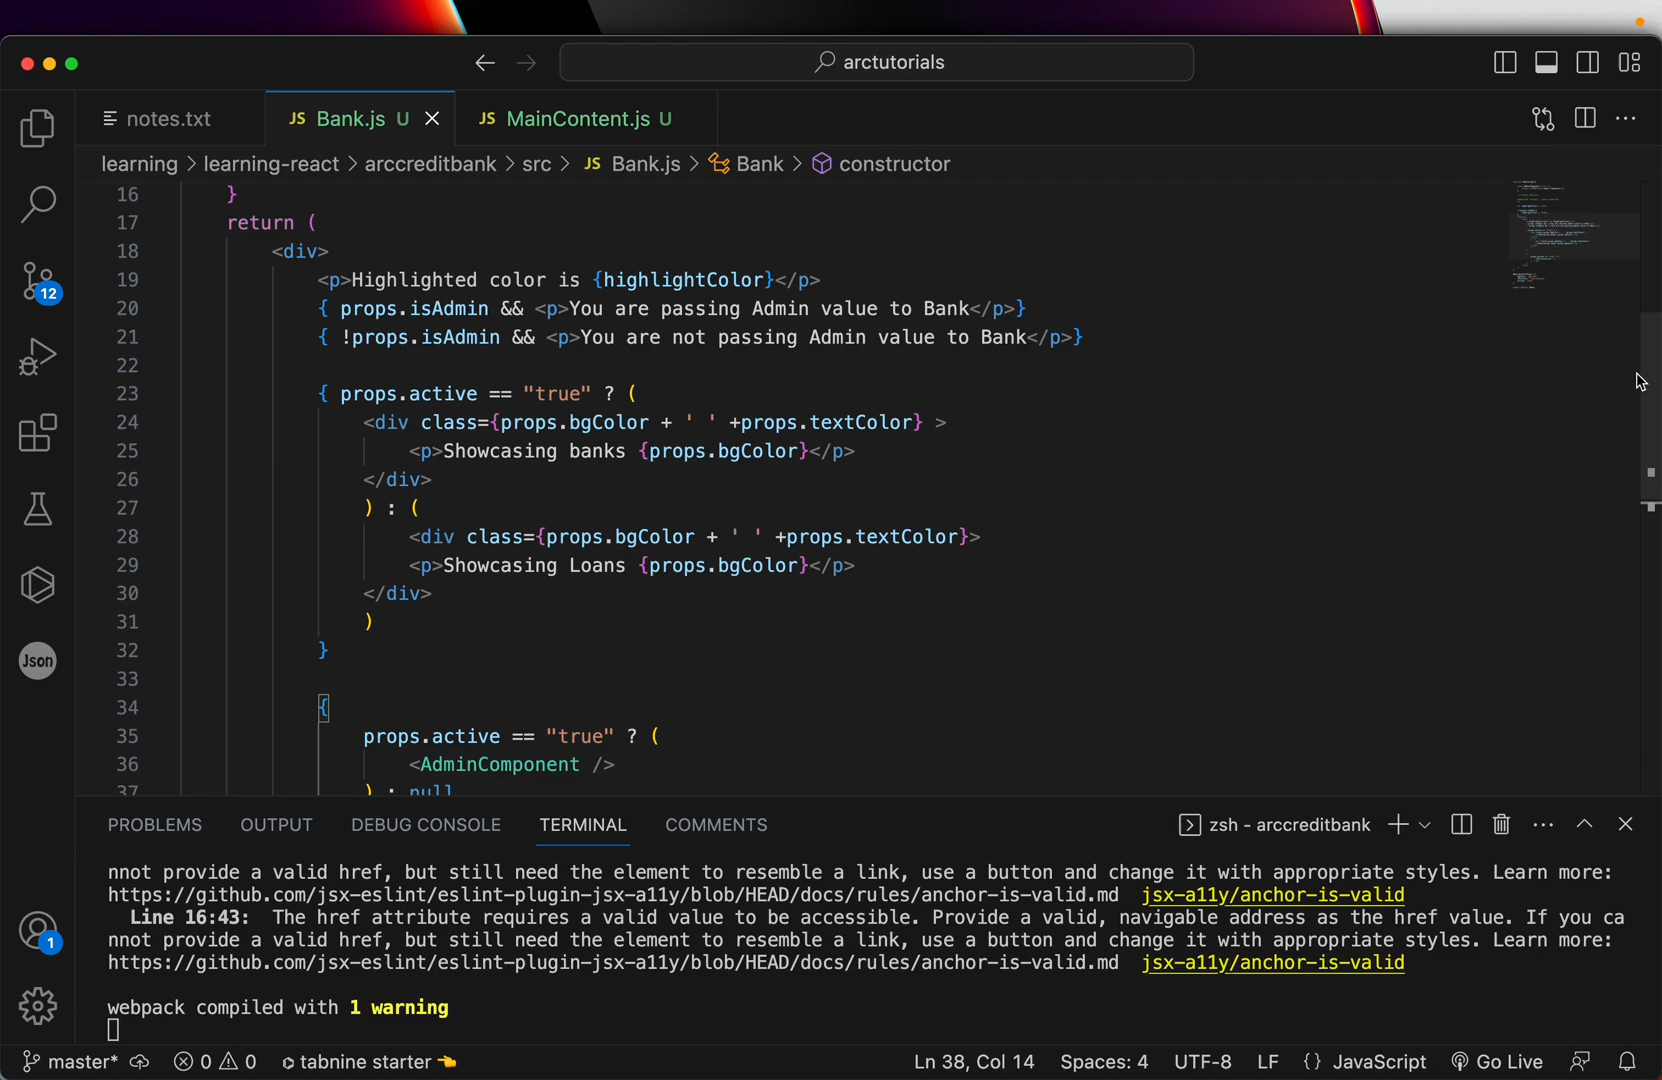 arctutorials
notes.txt
JS Bank.js U
JS MainContent.js U
learning > learning-react > arccreditbank > src > JS Bank.js > Bank > constructor
16 }
17 return (
18 <div>
19 <p>Highlighted color is {highlightColor}</p>
20 { props.isAdmin && <p>You are passing Admin value to Bank</p>}
21 { !props.isAdmin && <p>You are not passing Admin value to Bank</p>}
22
23 { props.active == "true" ? (
24 <div class={props.bgColor + ' ' +props.textColor} >
25 <p>Showcasing banks {props.bgColor}</p>
26 </div>
27 ) : (
28 <div class={props.bgColor + ' ' +props.textColor}>
29 <p>Showcasing Loans {props.bgColor}</p>
30 </div>
31 )
32 }
33
34 {
35 props.active == "true" ? (
36 <AdminComponent />
37 ) : null
12
Json
1
PROBLEMS OUTPUT DEBUG CONSOLE TERMINAL COMMENTS
zsh - arccreditbank
nnot provide a valid href, but still need the element to resemble a link, use a button and change it with appropriate styles. Learn more:
https://github.com/jsx-eslint/eslint-plugin-jsx-a11y/blob/HEAD/docs/rules/anchor-is-valid.md jsx-a11y/anchor-is-valid
Line 16:43: The href attribute requires a valid value to be accessible. Provide a valid, navigable address as the href value. If you ca
nnot provide a valid href, but still need the element to resemble a link, use a button and change it with appropriate styles. Learn more:
https://github.com/jsx-eslint/eslint-plugin-jsx-a11y/blob/HEAD/docs/rules/anchor-is-valid.md jsx-a11y/anchor-is-valid
webpack compiled with 1 warning
master* 0 0 tabnine starter Ln 38, Col 14 Spaces: 4 UTF-8 LF {} JavaScript Go Live